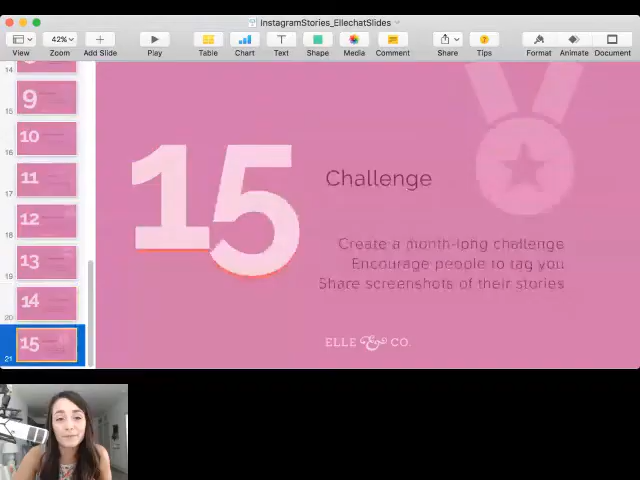 InstagramStories_EllechatSlides
42%
View
Zoom
Add Slide
Play
Table
Chart
Text
Shape
Media
Comment
Share
Tips
Format
Animate
Document
14
9
15
10
16
11
17
12
18
13
19
14
20
15
21
15
Challenge
Create a month-long challenge
Encourage people to tag you
Share screenshots of their stories
ELLE & CO.